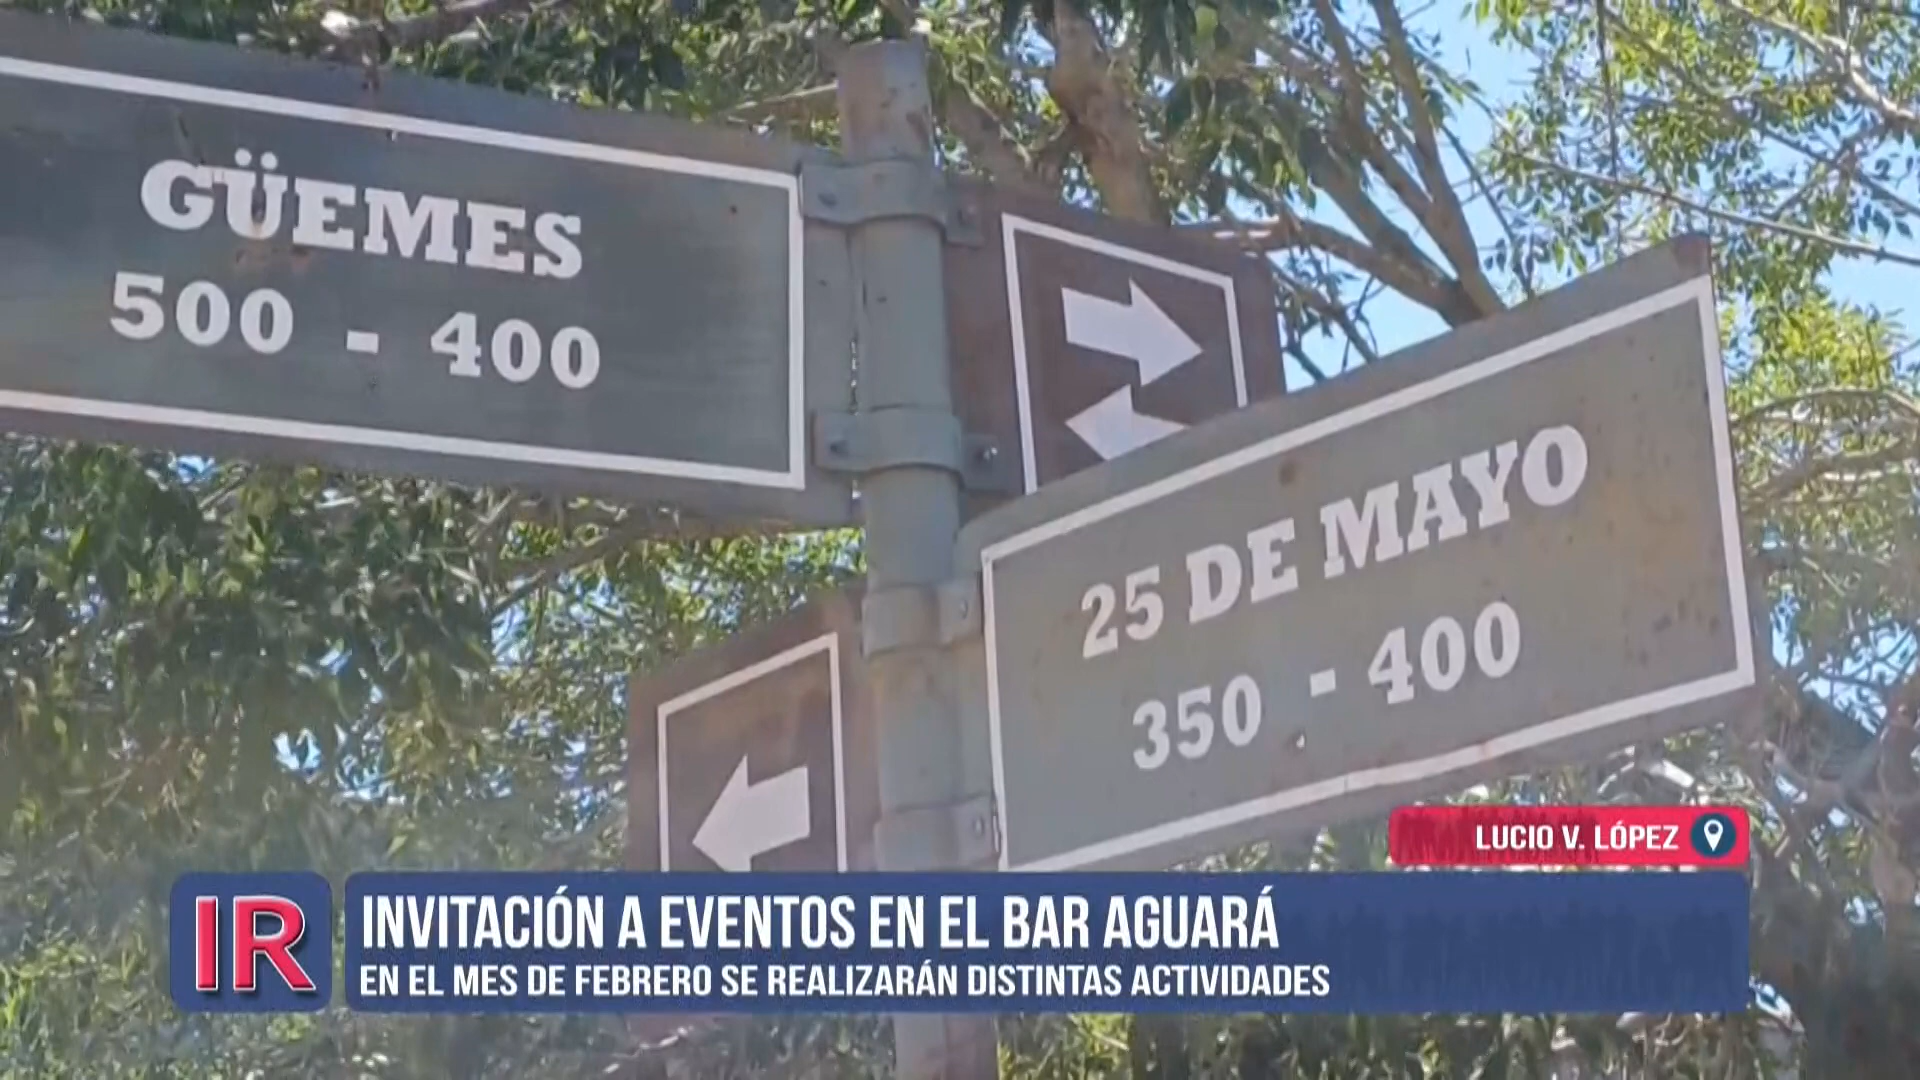 GÜEMES
500 - 400
25 DE MAYO
350 - 400
LUCIO V. LÓPEZ
IR
INVITACIÓN A EVENTOS EN EL BAR AGUARÁ
EN EL MES DE FEBRERO SE REALIZARÁN DISTINTAS ACTIVIDADES